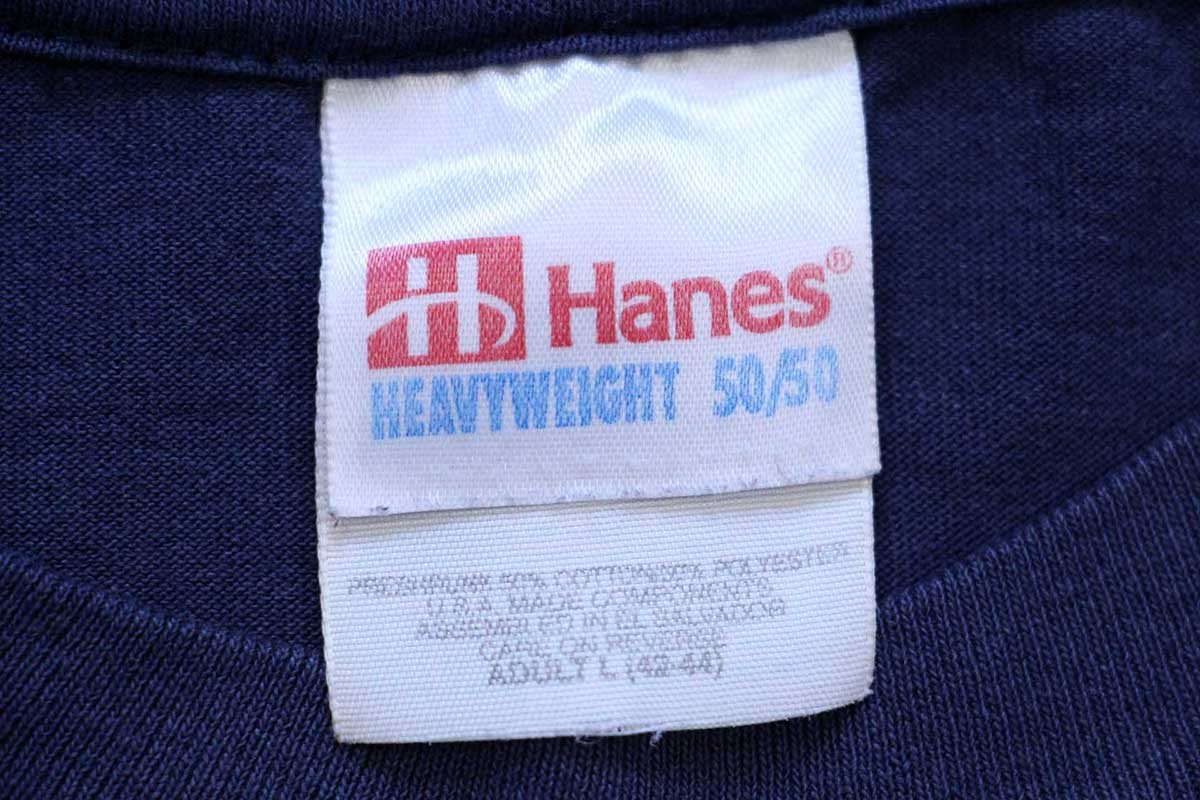 Hanes®
HEAVYWEIGHT 50/50
PRESHRUNK 50% COTTON/50% POLYESTER
U.S.A. MADE COMPONENTS
ASSEMBLED IN EL SALVADOR
CARE ON REVERSE
ADULT L (42-44)